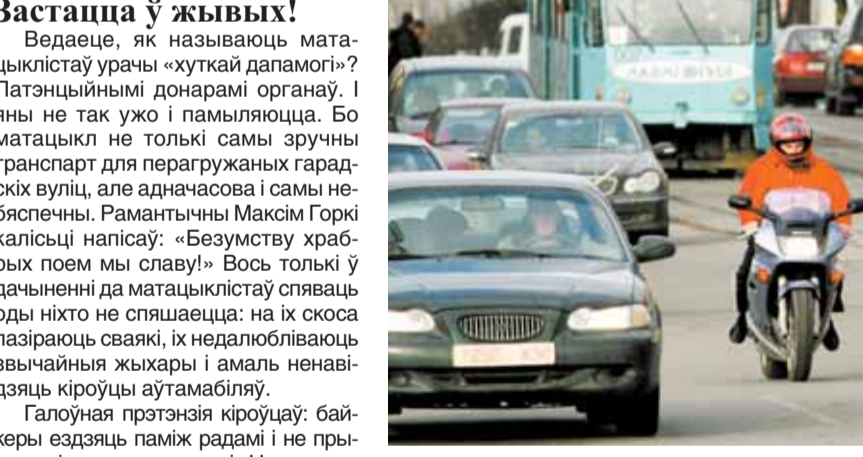 Застацца ў жывых!
Ведаеце, як называюць мата-
цыклістаў урачы «хуткай дапамогі»?
Патэнцыйнымі донарамі органаў. І
яны не так ужо і памыляюцца. Бо
матацыкл не толькі самы зручны
транспарт для перагружаных гарад-
скіх вуліц, але адначасова і самы не-
бяспечны. Рамантычны Максім Горкі
калісьці напісаў: «Безумству храб-
рых поем мы славу!» Вось толькі ў
дачыненні да матацыклістаў спяваць
оды ніхто не спяшаецца: на іх скоса
пазіраюць сваякі, іх недалюбліваюць
звычайныя жыхары і амаль ненаві-
дзяць кіроўцы аўтамабіляў.
Галоўная прэтэнзія кіроўцаў: бай-
керы ездзяць паміж радамі і не пры-